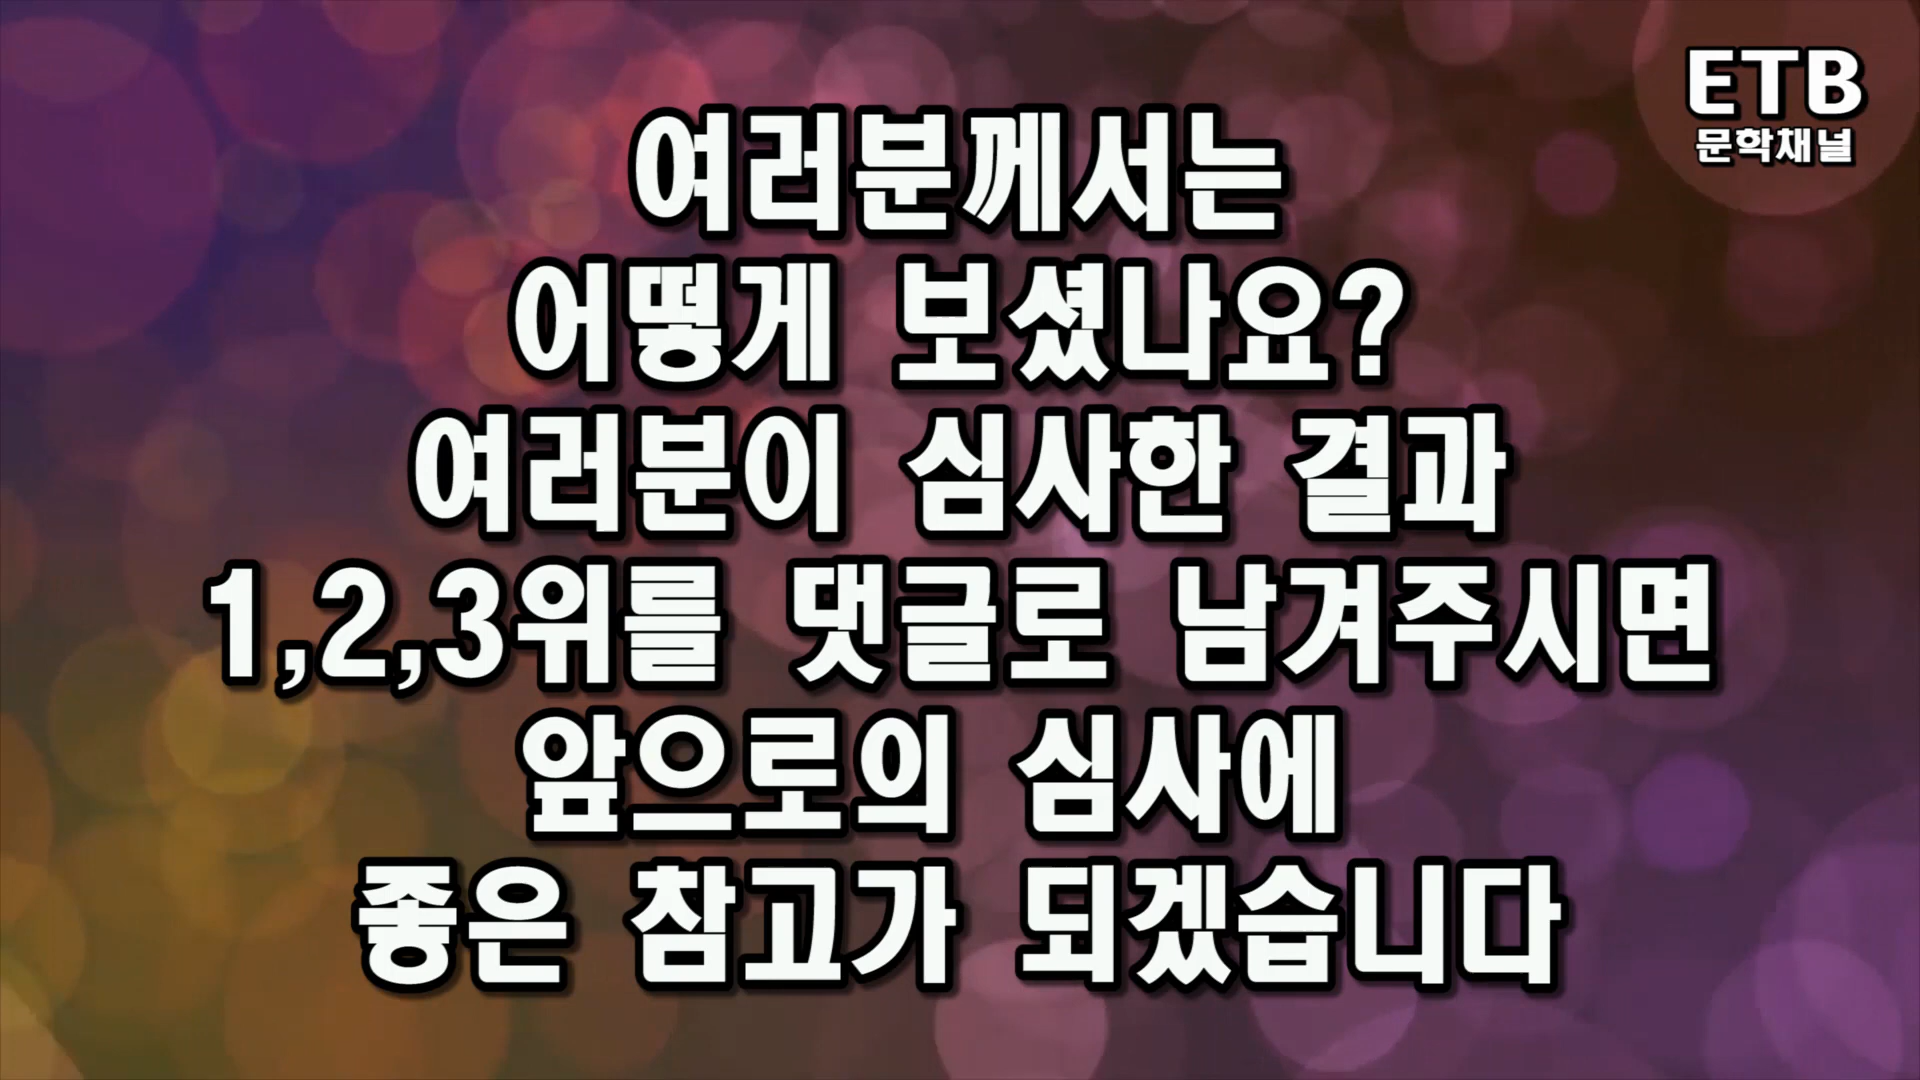 ETB
문학채널
여러분께서는
어떻게 보셨나요?
여러분이 심사한 결과
1,2,3위를 댓글로 남겨주시면
앞으로의 심사에
좋은 참고가 되겠습니다